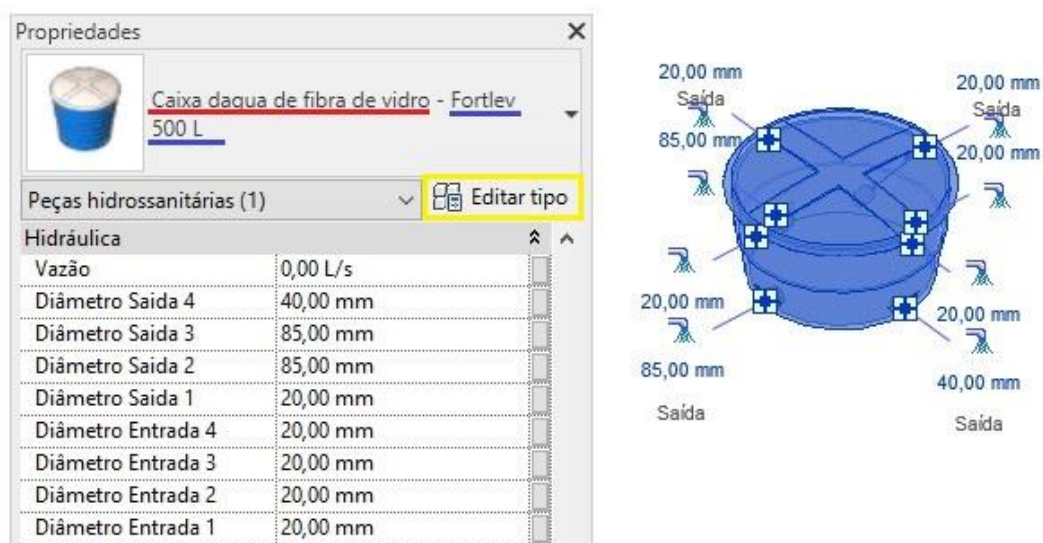 Propriedades
Caixa daqua de fibra de vidro - Fortlev
500 L
Peças hidrossanitárias (1)
Editar tipo
Hidráulica
Vazão 0,00 L/s
Diâmetro Saida 4 40,00 mm
Diâmetro Saida 3 85,00 mm
Diâmetro Saida 2 85,00 mm
Diâmetro Saida 1 20,00 mm
Diâmetro Entrada 4 20,00 mm
Diâmetro Entrada 3 20,00 mm
Diâmetro Entrada 2 20,00 mm
Diâmetro Entrada 1 20,00 mm
20,00 mm
Saída
85,00 mm
20,00 mm
Saída
20,00 mm
20,00 mm
85,00 mm
Saída
20,00 mm
40,00 mm
Saída